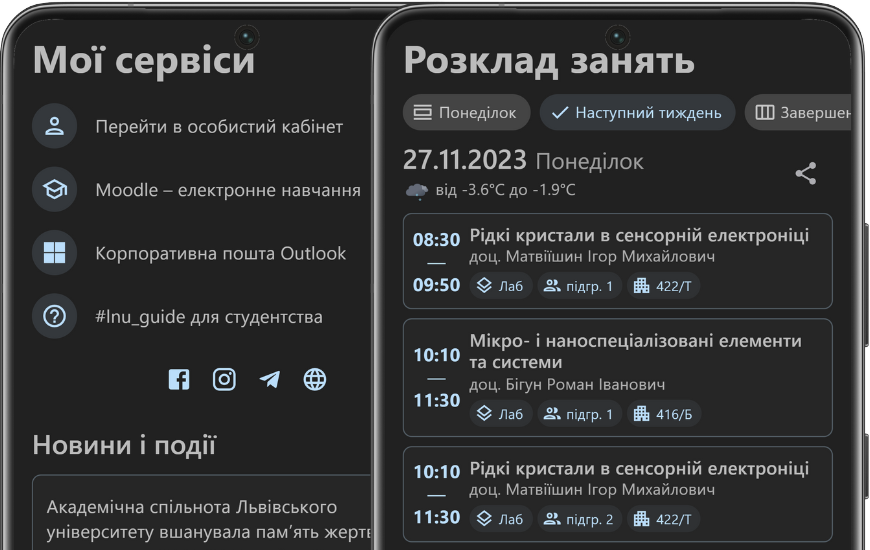 Мої сервіси
Перейти в особистий кабінет
Moodle – електронне навчання
Корпоративна пошта Outlook
#lnu_guide для студентства
Новини і події
Академічна спільнота Львівського
університету вшанувала пам’ять жертв
Розклад занять
Понеділок
Наступний тиждень
Завершен
27.11.2023 Понеділок
від -3.6°C до -1.9°C
08:30
—
09:50
Рідкі кристали в сенсорній електроніці
доц. Матвіїшин Ігор Михайлович
Лаб підгр. 1 422/Т
10:10
—
11:30
Мікро- і наноспеціалізовані елементи
та системи
доц. Бігун Роман Іванович
Лаб підгр. 1 416/Б
10:10
—
11:30
Рідкі кристали в сенсорній електроніці
доц. Матвіїшин Ігор Михайлович
Лаб підгр. 2 422/Т